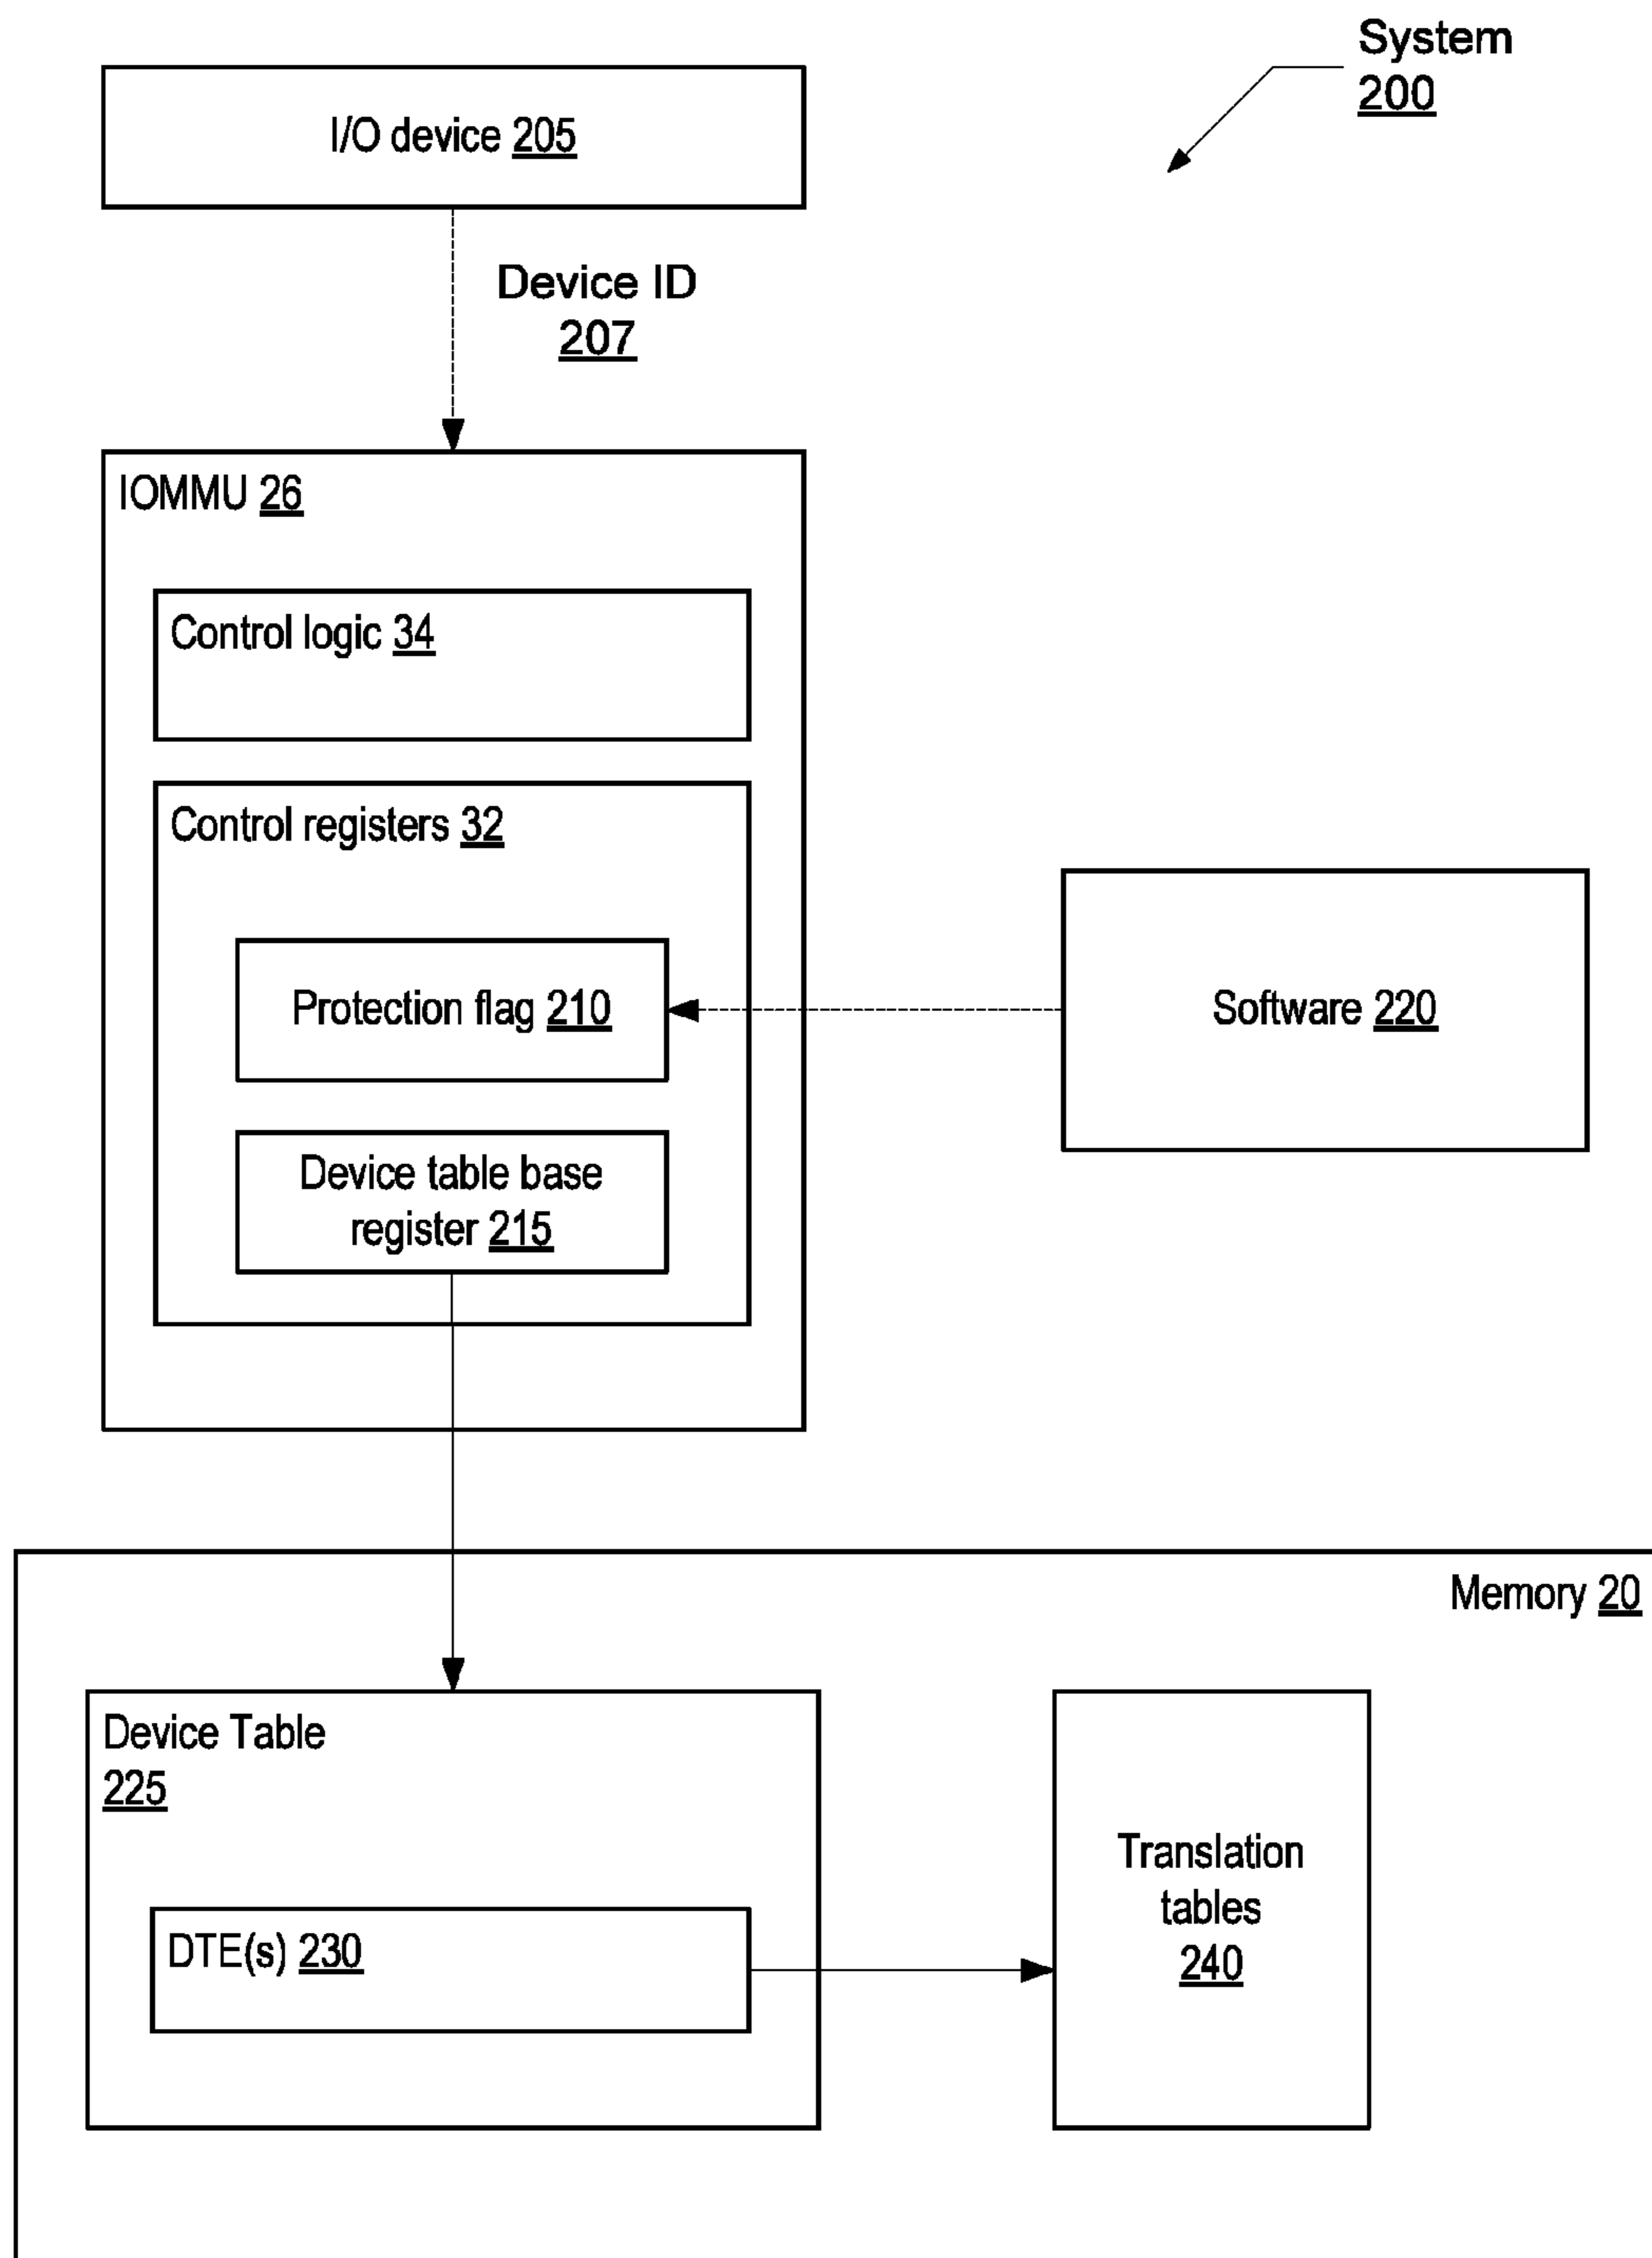 System
200
I/O device 205
Device ID
207
IOMMU 26
Control logic 34
Control registers 32
Protection flag 210
Software 220
Device table base
register 215
Memory 20
Device Table
225
Translation
tables
240
DTE(s) 230